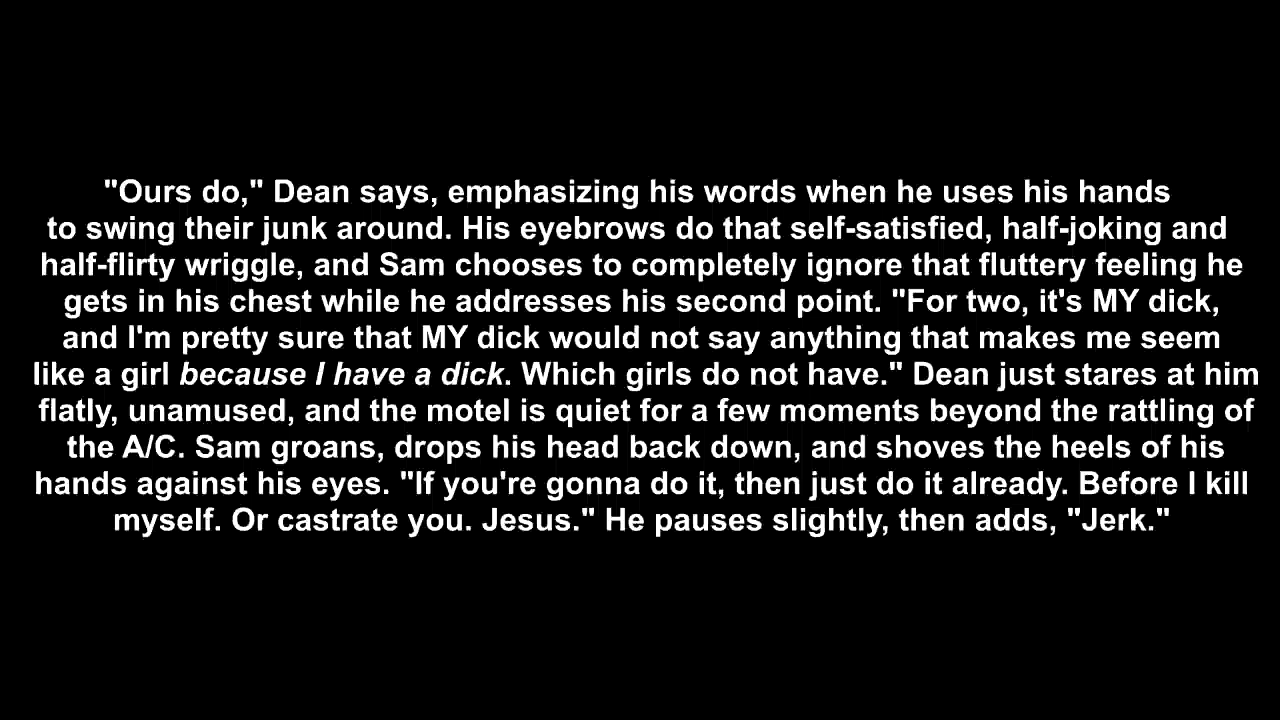 "Ours do," Dean says, emphasizing his words when he uses his hands
to swing their junk around. His eyebrows do that self-satisfied, half-joking and
half-flirty wriggle, and Sam chooses to completely ignore that fluttery feeling he
gets in his chest while he addresses his second point. "For two, it's MY dick,
and I'm pretty sure that MY dick would not say anything that makes me seem
like a girl because I have a dick. Which girls do not have." Dean just stares at him
flatly, unamused, and the motel is quiet for a few moments beyond the rattling of
the A/C. Sam groans, drops his head back down, and shoves the heels of his
hands against his eyes. "If you're gonna do it, then just do it already. Before I kill
myself. Or castrate you. Jesus." He pauses slightly, then adds, "Jerk."